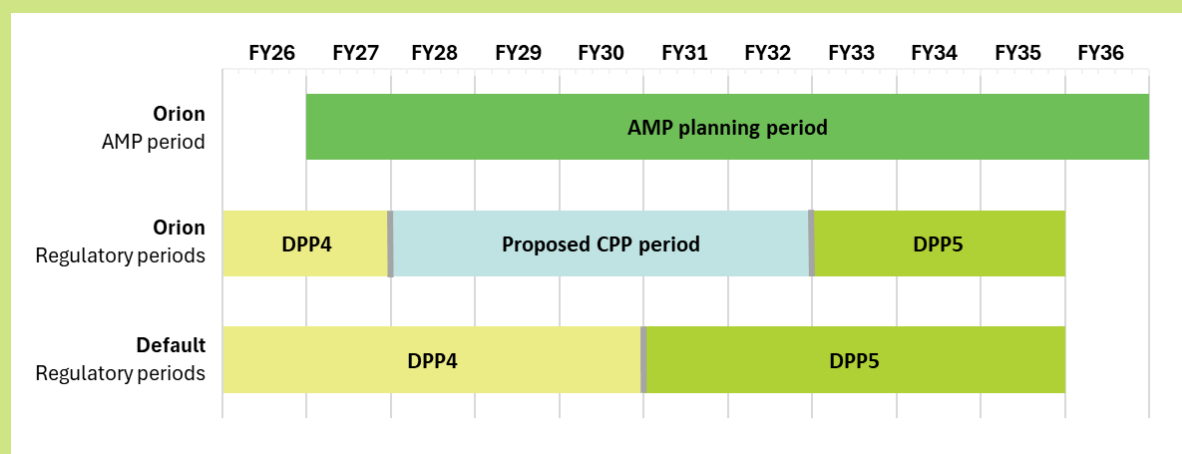 FY26 FY27 FY28 FY29 FY30 FY31 FY32 FY33 FY34 FY35 FY36
Orion
AMP period
AMP planning period
Orion
Regulatory periods
DPP4 Proposed CPP period DPP5
Default
Regulatory periods
DPP4 DPP5